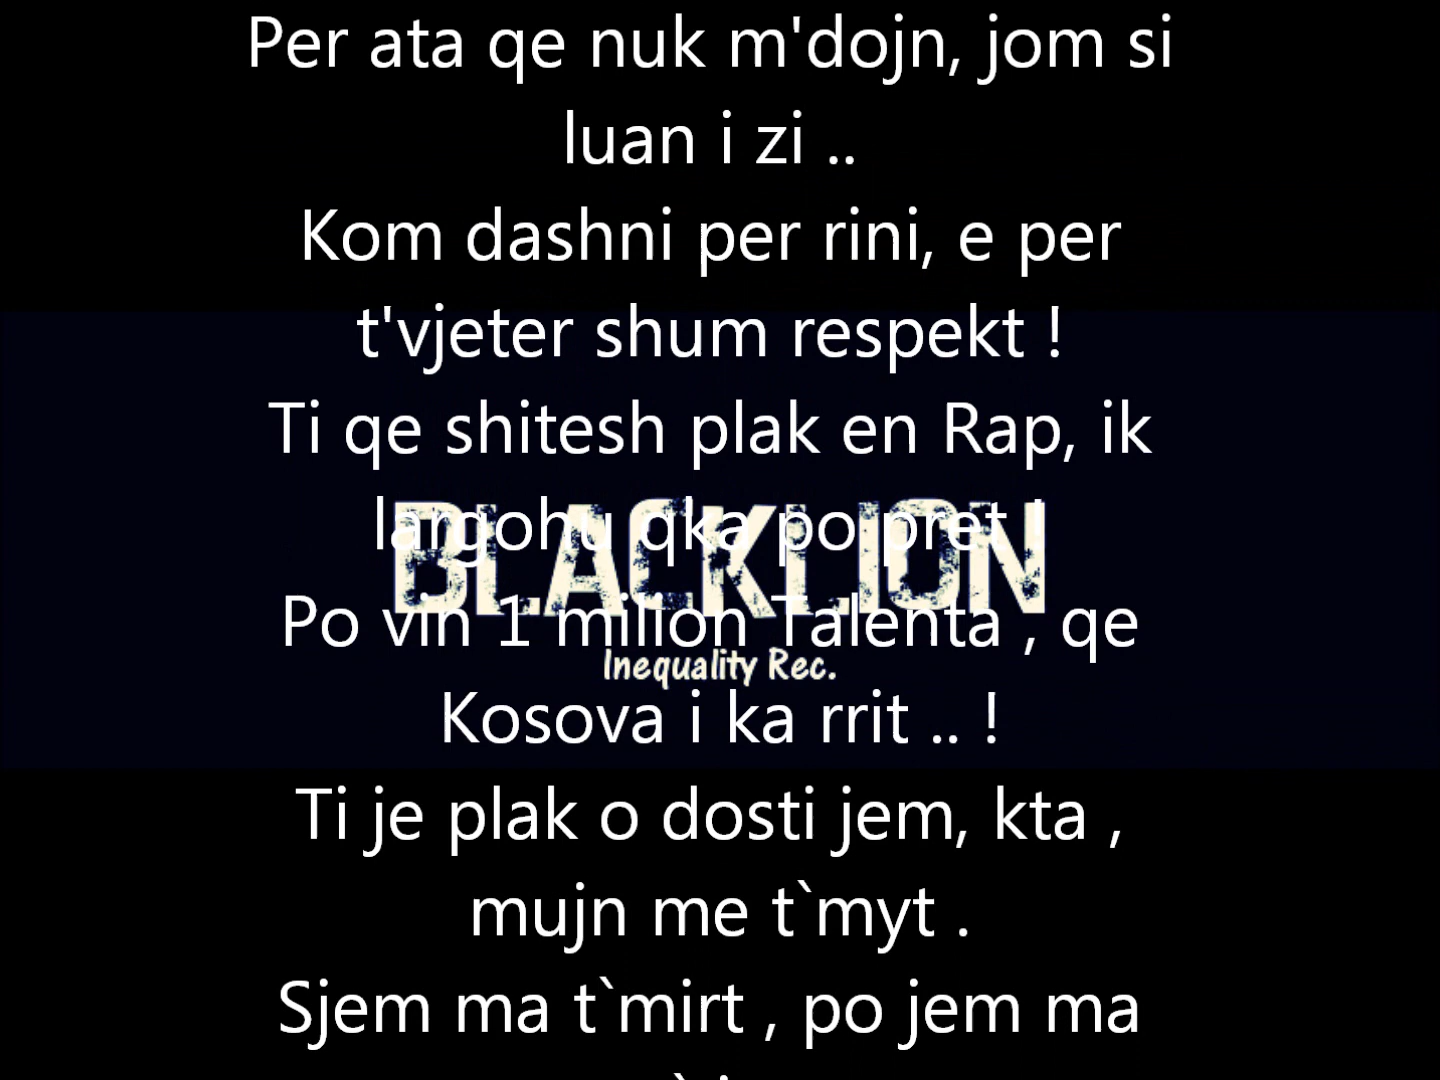 Per ata qe nuk m'dojn, jom si
luan i zi ..
Kom dashni per rini, e per
t'vjeter shum respekt !
Ti qe shitesh plak en Rap, ik
largohu qka po pret !
BLACKLION
Po vin 1 milion Talenta , qe
Inequality Rec.
Kosova i ka rrit .. !
Ti je plak o dosti jem, kta ,
mujn me t`myt .
Sjem ma t`mirt , po jem ma